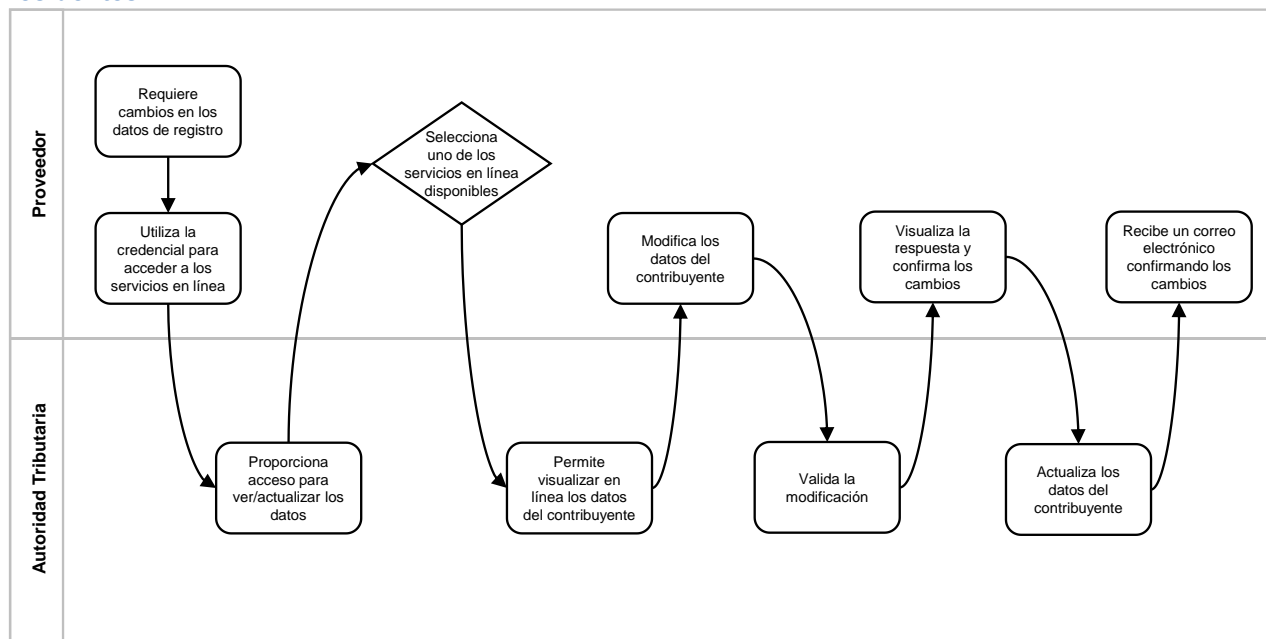 Proveedor
Requiere
cambios en los
datos de registro
Utiliza la
credencial para
acceder a los
servicios en línea
Selecciona
uno de los
servicios en línea
disponibles
Modifica los
datos del
contribuyente
Visualiza la
respuesta y
confirma los
cambios
Recibe un correo
electrónico
confirmando los
cambios
Autoridad Tributaria
Proporciona
acceso para
ver/actualizar los
datos
Permite
visualizar en
línea los datos
del contribuyente
Valida la
modificación
Actualiza los
datos del
contribuyente